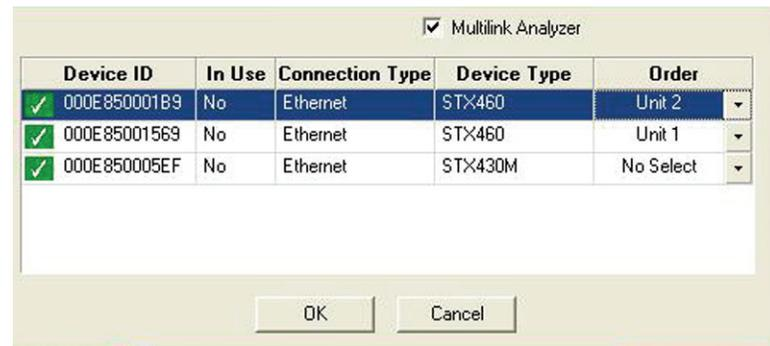 Multilink Analyzer
Device ID In Use Connection Type Device Type Order
000E850001B9 No Ethernet STX460 Unit 2
000E85001569 No Ethernet STX460 Unit 1
000E850005EF No Ethernet STX430M No Select
OK Cancel